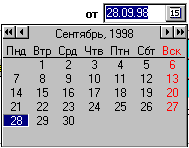 от 28.09.98 15
Сентябрь, 1998
Пнд Втр Срд Чтв Птн Сбт Вск
1 2 3 4 5 6
7 8 9 10 11 12 13
14 15 16 17 18 19 20
21 22 23 24 25 26 27
28 29 30